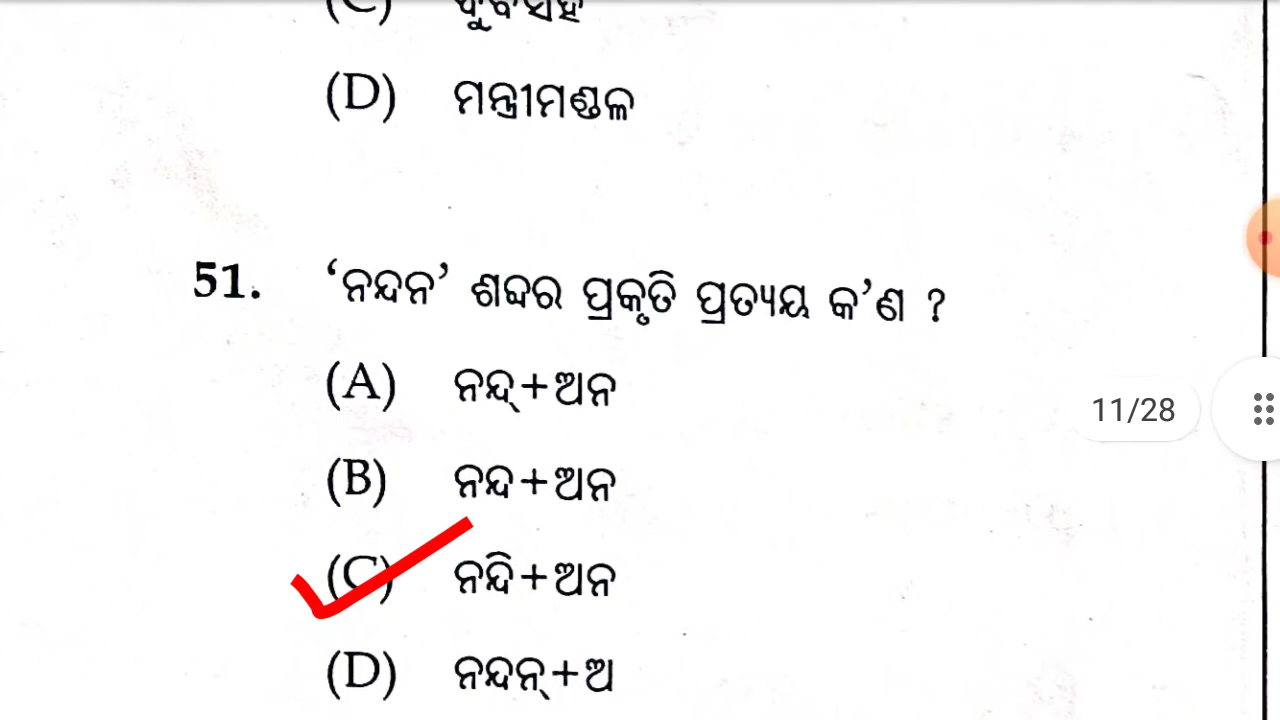 (D) ମନ୍ତ୍ରୀମଣ୍ଡଳ
51. ‘ନନ୍ଦନ’ ଶବ୍ଦର ପ୍ରକୃତି ପ୍ରତ୍ୟୟ କ’ଣ ?
(A) ନନ୍ଦ୍+ଅନ
11/28
(B) ନନ୍ଦ+ଅନ
(C) ନନ୍ଦି+ଅନ
(D) ନନ୍ଦନ୍+ଅ